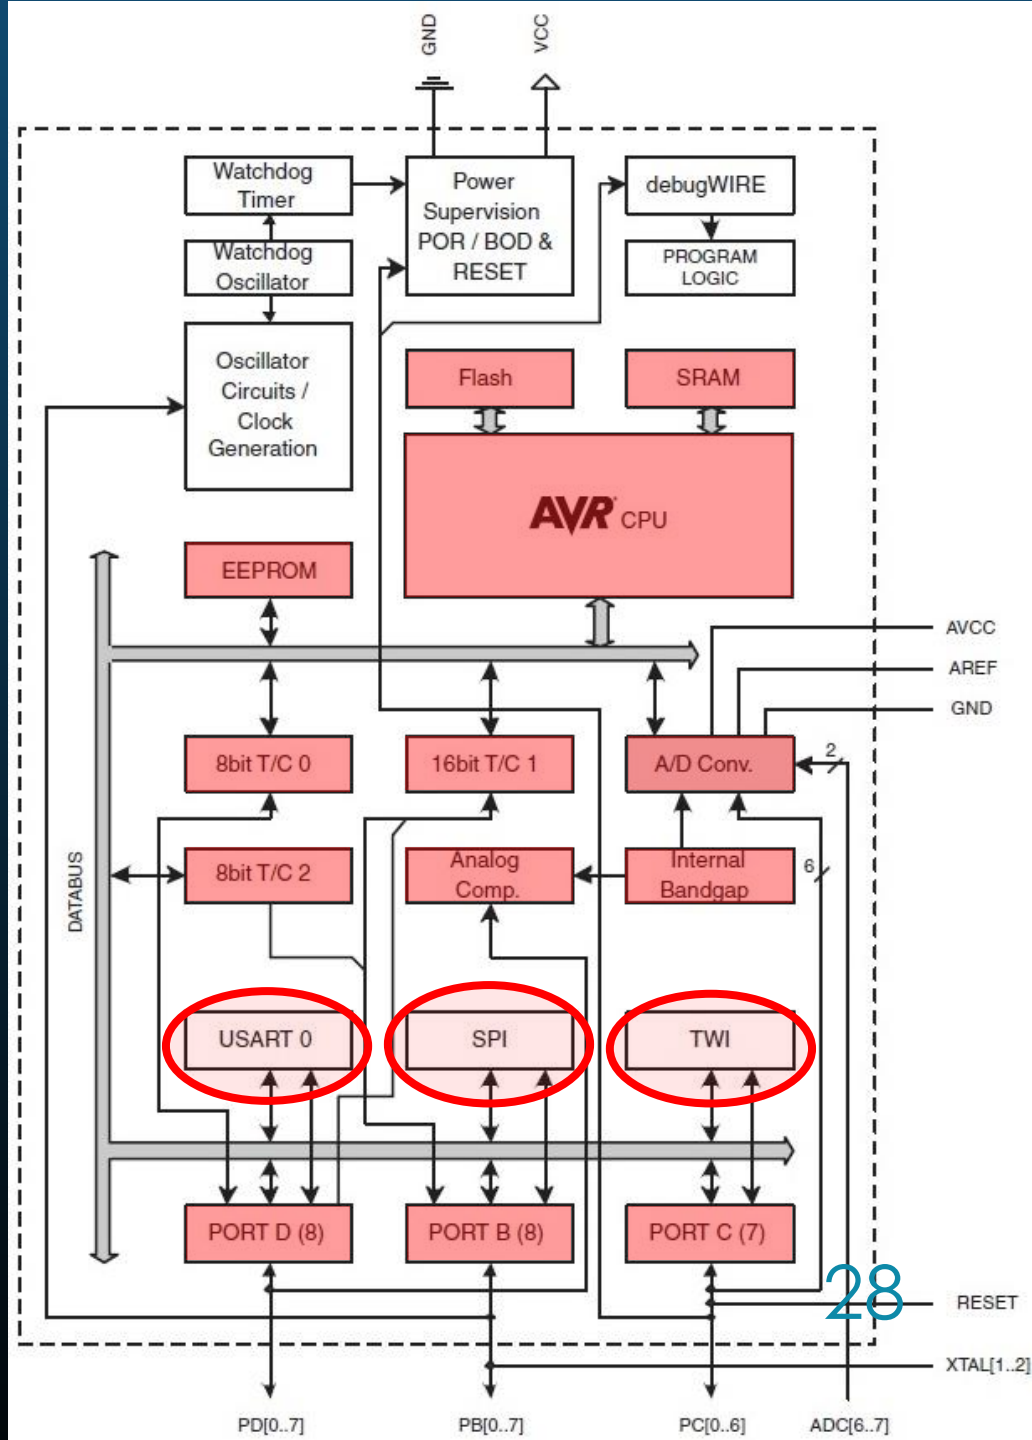 GND
VCC
Watchdog
Timer
Power
Supervision
POR / BOD &
RESET
debugWIRE
Watchdog
Oscillator
PROGRAM
LOGIC
Oscillator
Circuits /
Clock
Generation
Flash
SRAM
AVR CPU
EEPROM
AVCC
AREF
GND
8bit T/C 0
16bit T/C 1
A/D Conv.
2
8bit T/C 2
Analog
Comp.
Internal
Bandgap
6
DATABUS
USART 0
SPI
TWI
PORT D (8)
PORT B (8)
PORT C (7)
28
RESET
XTAL[1..2]
PD[0..7]
PB[0..7]
PC[0..6]
ADC[6..7]